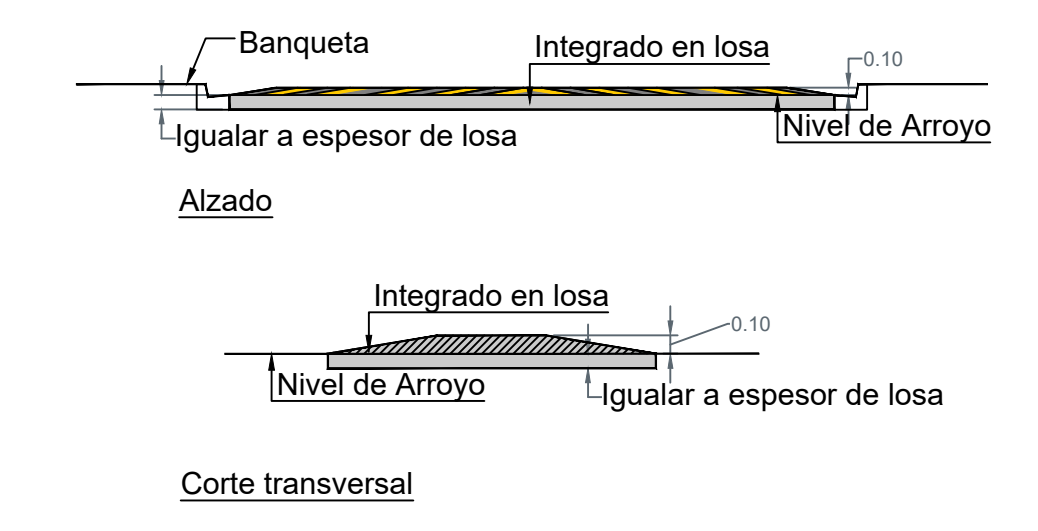 Banqueta
Integrado en losa
0.10
Igualar a espesor de losa
Nivel de Arroyo
Alzado
Integrado en losa
0.10
Nivel de Arroyo
Igualar a espesor de losa
Corte transversal